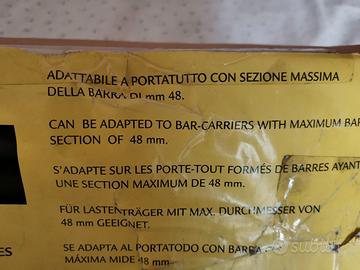 ADATTABILE A PORTATUTTO CON SEZIONE MASSIMA
DELLA BARRA DI mm 48.
CAN BE ADAPTED TO BAR-CARRIERS WITH MAXIMUM BAR
SECTION OF 48 mm.
S'ADAPTE SUR LES PORTE-TOUT FORMÉS DE BARRES AYANT
UNE SECTION MAXIMUM DE 48 mm.
FÜR LASTENTRÄGER MIT MAX. DURCHMESSER VON
48 mm GEEIGNET.
SE ADAPTA AL PORTATODO CON BARRA
MÁXIMA MIDE 48 mm.
ES
subito